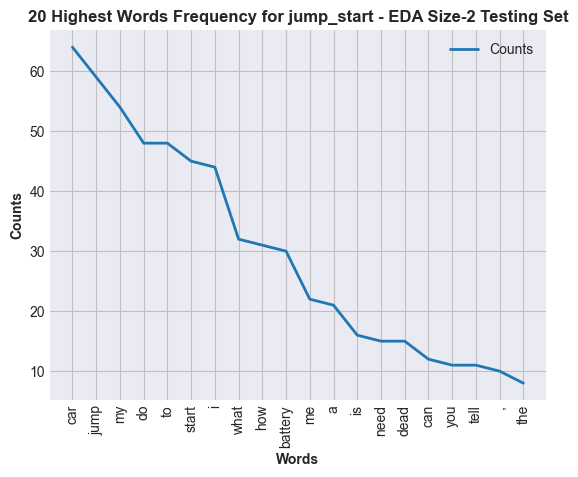 20 Highest Words Frequency for jump_start - EDA Size-2 Testing Set
Counts
60
50
40
30
20
10
Counts
car
jump
my
do
to
start
i
what
how
battery
me
a
is
need
dead
can
you
tell
,
the
Words